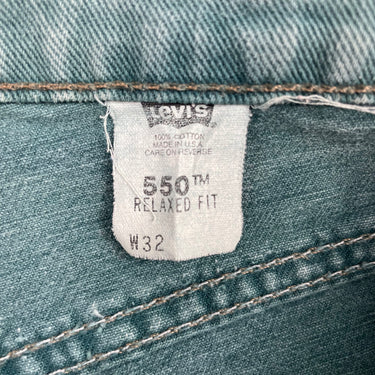 Levi's
100% COTTON
MADE IN U.S.A
CARE ON REVERSE
550™
RELAXED FIT
W32